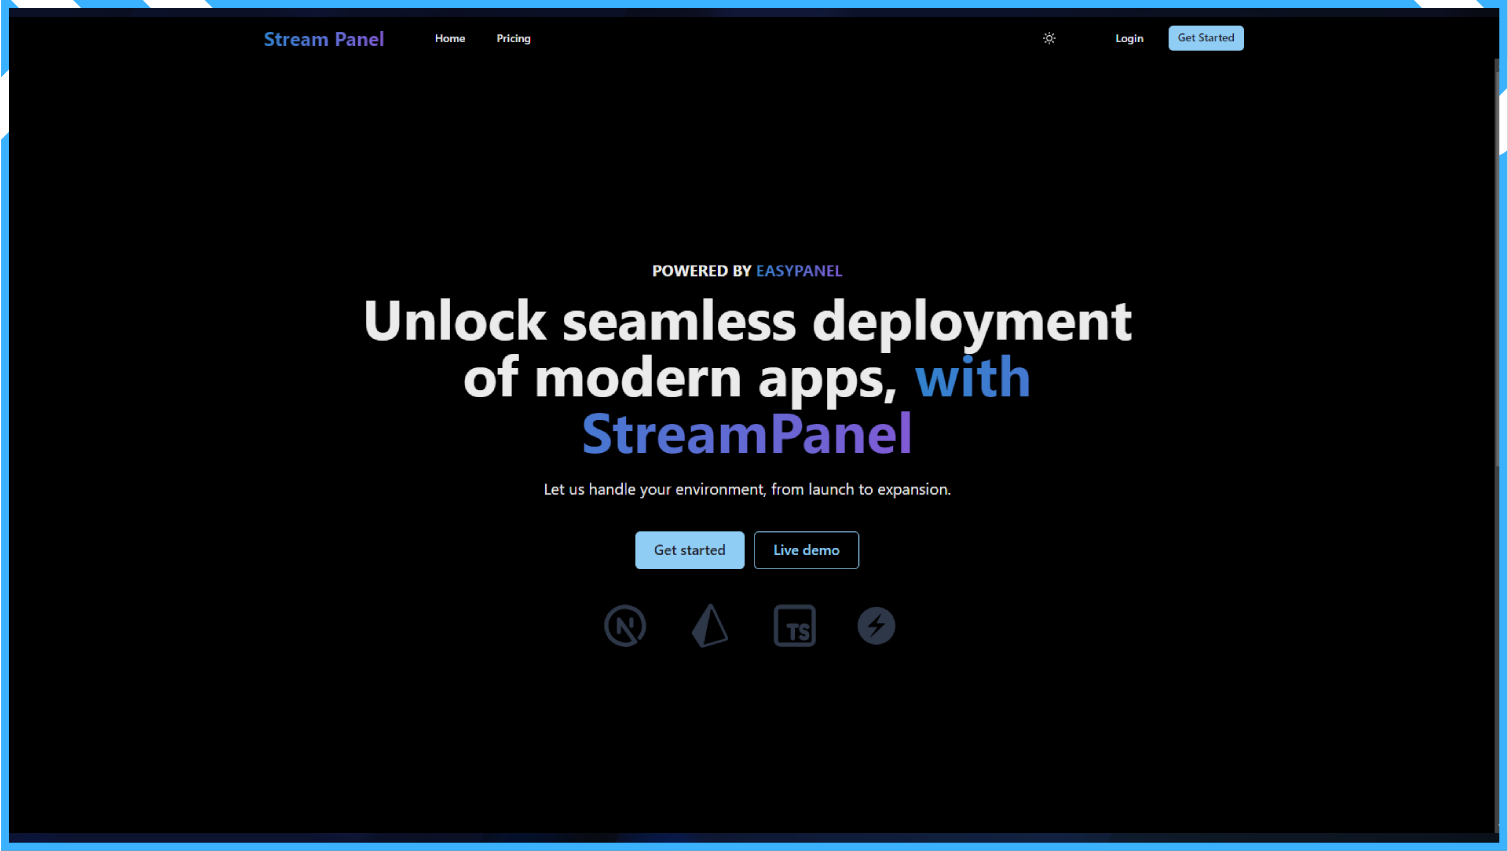 Stream Panel
Home
Pricing
Login
Get Started
POWERED BY EASYPANEL
Unlock seamless deployment
of modern apps, with
StreamPanel
Let us handle your environment, from launch to expansion.
Get started
Live demo
N
TS